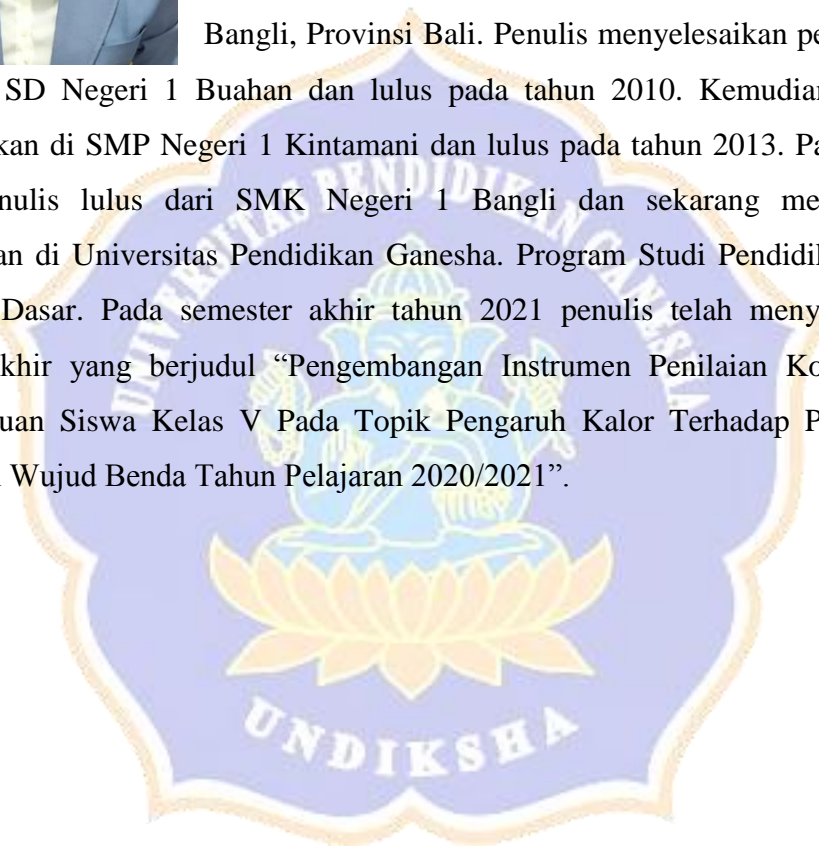 Bangli, Provinsi Bali. Penulis menyelesaikan pe
SD Negeri 1 Buahan dan lulus pada tahun 2010. Kemudian
kan di SMP Negeri 1 Kintamani dan lulus pada tahun 2013. Pa
nulis lulus dari SMK Negeri 1 Bangli dan sekarang me
an di Universitas Pendidikan Ganesha. Program Studi Pendidi
Dasar. Pada semester akhir tahun 2021 penulis telah meny
khir yang berjudul “Pengembangan Instrumen Penilaian Ko
uan Siswa Kelas V Pada Topik Pengaruh Kalor Terhadap P
Wujud Benda Tahun Pelajaran 2020/2021”.
UNIVERSITAS PENDIDIKAN GANESHA
UNDIKSHA